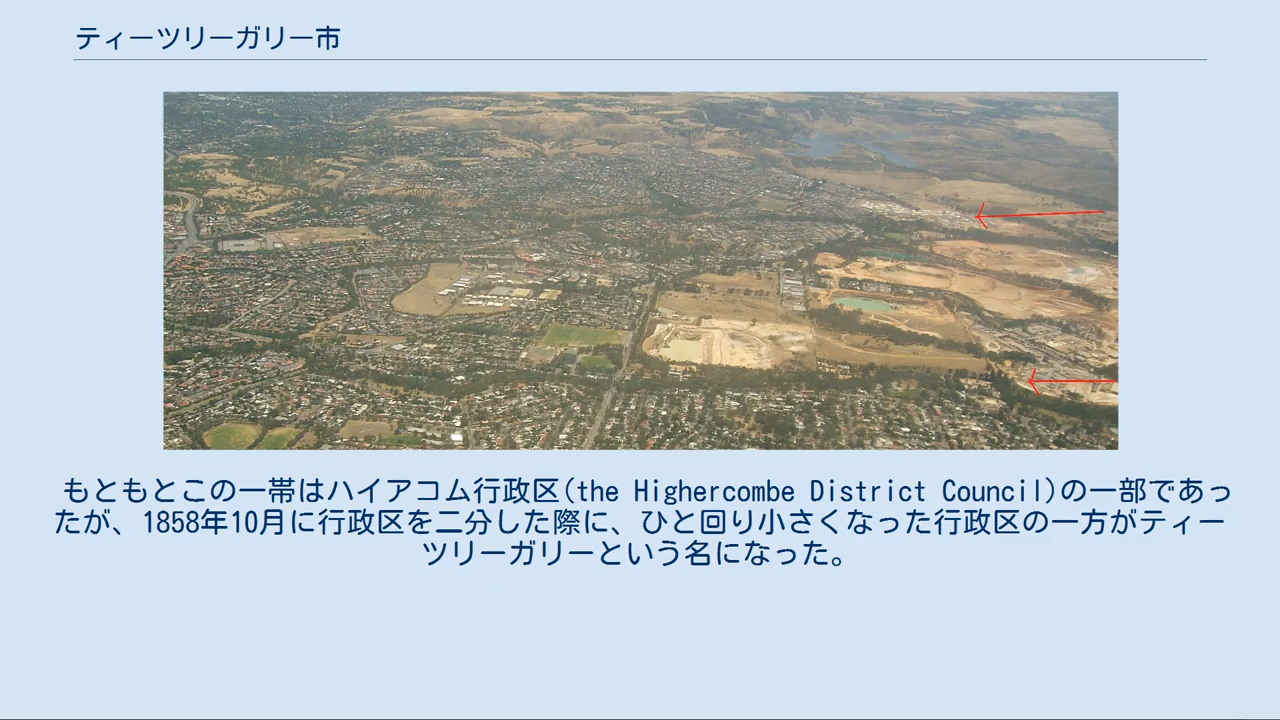 ティーツリーガリー市
もともとこの一帯はハイアコム行政区(the Highercombe District Council)の一部であっ
たが、1858年10月に行政区を二分した際に、ひと回り小さくなった行政区の一方がティー
ツリーガリーという名になった。